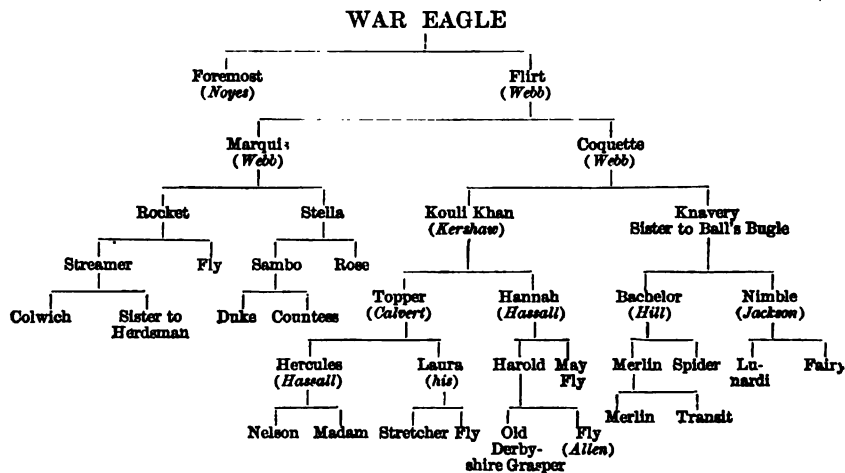 WAR EAGLE
Foremost Flirt
(Noyes) (Webb)
Marquis Coquette
(Webb) (Webb)
Rocket Stella Kouli Khan Knavery
(Kershaw) Sister to Ball's Bugle
Streamer Fly Sambo Rose
Topper Hannah Bachelor Nimble
(Calvert) (Hassall) (Hill) (Jackson)
Colwich Sister to Duke Countess
Herdsman
Hercules Laura Harold May Merlin Spider Lu- Fairy
(Hassall) (his) Fly nardi
Merlin Transit
Nelson Madam Stretcher Fly Old Fly
Derby- (Allen)
shire Grasper